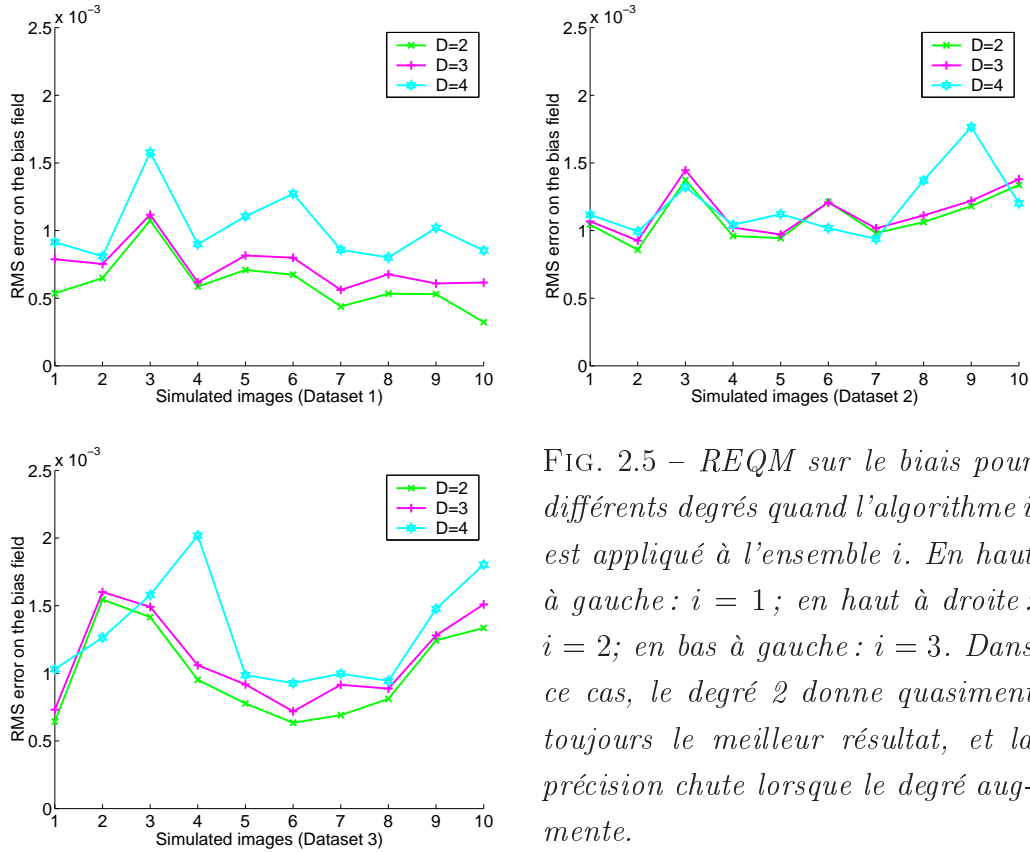 x 10⁻³
2.5
2
1.5
1
0.5
0
RMS error on the bias field
D=2
D=3
D=4
1 2 3 4 5 6 7 8 9 10
Simulated images (Dataset 1)
x 10⁻³
2.5
2
1.5
1
0.5
0
RMS error on the bias field
D=2
D=3
D=4
1 2 3 4 5 6 7 8 9 10
Simulated images (Dataset 2)
x 10⁻³
2.5
2
1.5
1
0.5
0
RMS error on the bias field
D=2
D=3
D=4
1 2 3 4 5 6 7 8 9 10
Simulated images (Dataset 3)
FIG. 2.5 – REQM sur le biais pour
différents degrés quand l'algorithme i
est appliqué à l'ensemble i. En haut
à gauche : i = 1 ; en haut à droite :
i = 2; en bas à gauche : i = 3. Dans
ce cas, le degré 2 donne quasiment
toujours le meilleur résultat, et la
précision chute lorsque le degré aug-
mente.